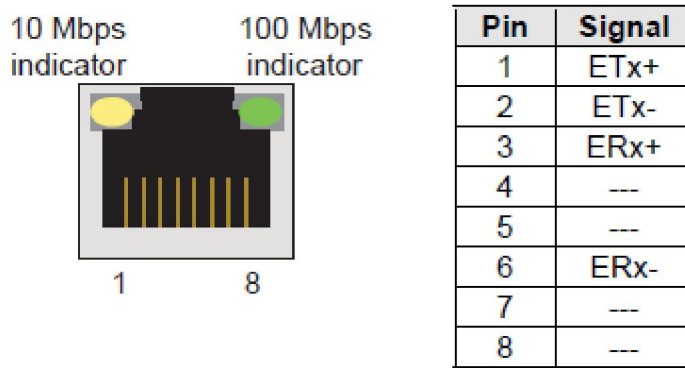 10 Mbps 100 Mbps
indicator indicator
1 8
Pin Signal
1 ETx+
2 ETx-
3 ERx+
4 ---
5 ---
6 ERx-
7 ---
8 ---